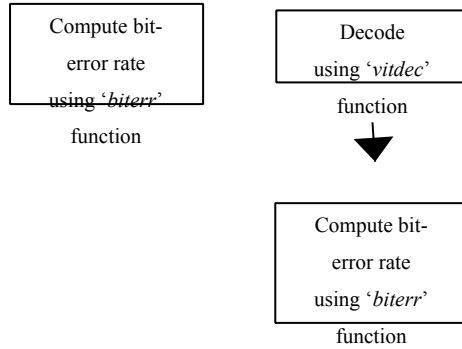 Compute bit-
error rate
using ‘biterr’
function
Decode
using ‘vitdec’
function
Compute bit-
error rate
using ‘biterr’
function